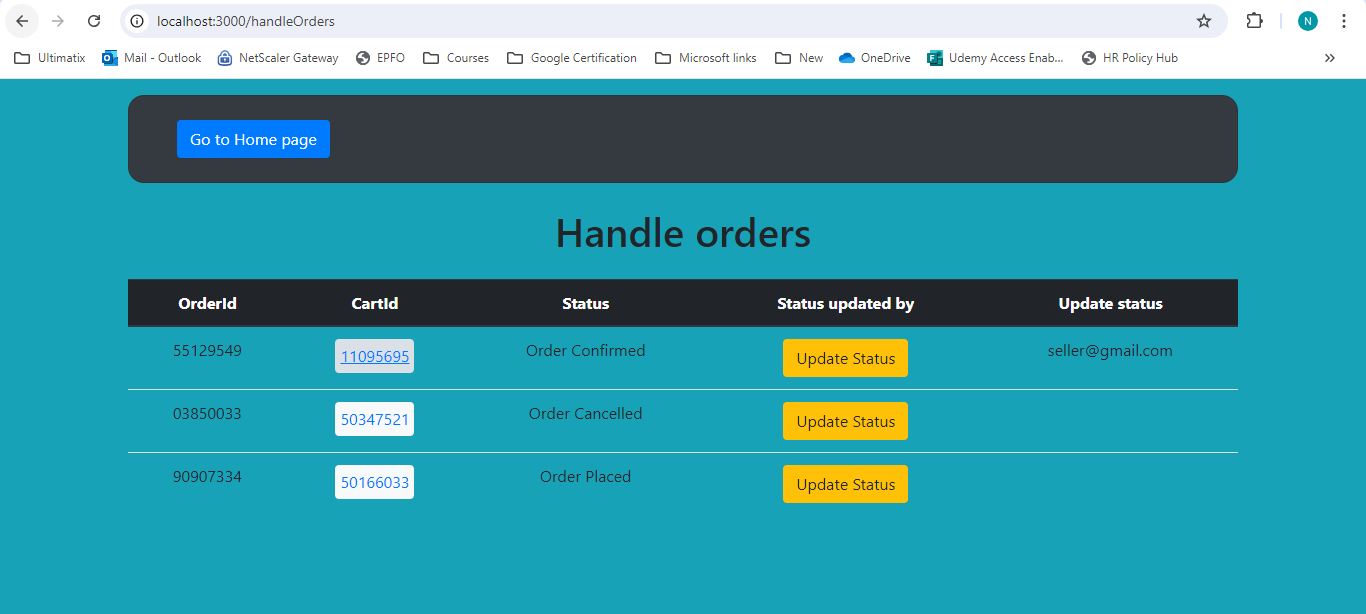 localhost:3000/handleOrders
N
Ultimatix Mail - Outlook NetScaler Gateway EPFO Courses Google Certification Microsoft links New OneDrive Udemy Access Enab... HR Policy Hub
Go to Home page
Handle orders
OrderId CartId Status Status updated by Update status
55129549 11095695 Order Confirmed Update Status seller@gmail.com
03850033 50347521 Order Cancelled Update Status
90907334 50166033 Order Placed Update Status